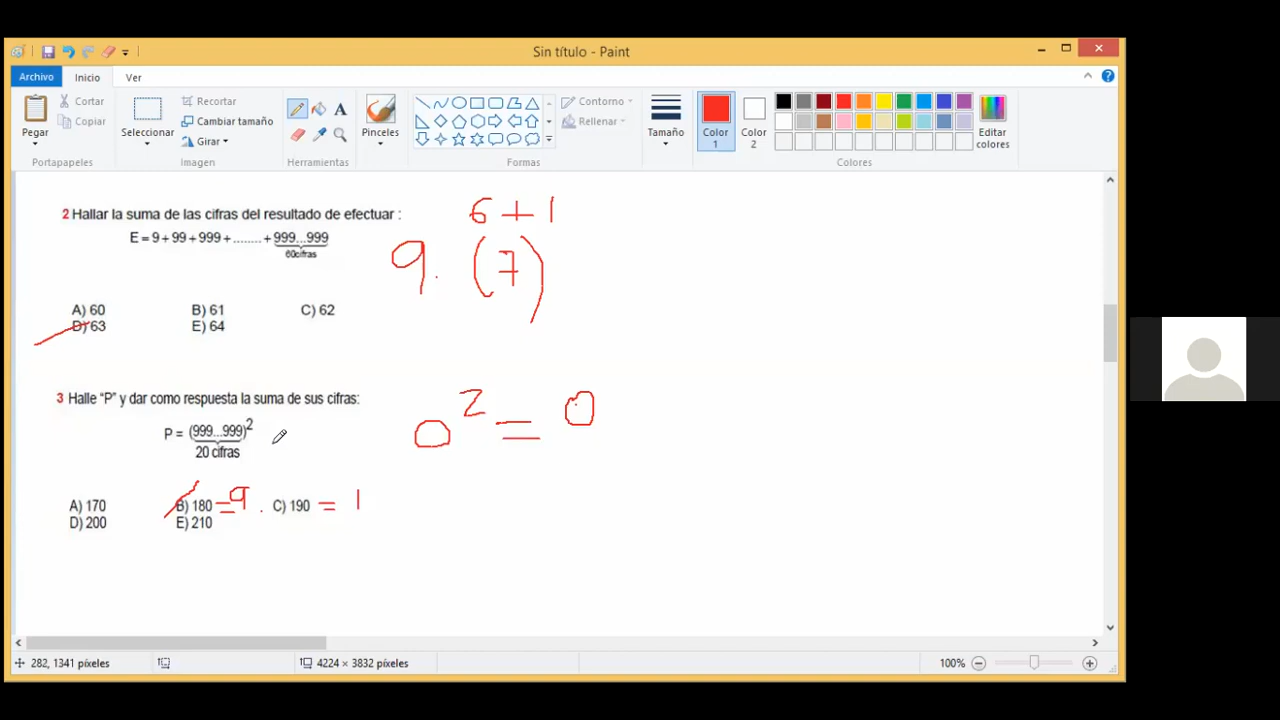 Sin título - Paint
Archivo Inicio Ver
Pegar
Cortar
Copiar
Portapapeles
Seleccionar
Recortar
Cambiar tamaño
Girar
Imagen
A
Herramientas
Pinceles
Contorno
Rellenar
Formas
Tamaño
Color 1
Color 2
Editar colores
Colores
2 Hallar la suma de las cifras del resultado de efectuar :
E = 9 + 99 + 999 + ........ + 999...999
60cifras
6 + 1
9. (7)
A) 60 B) 61 C) 62
D) 63 E) 64
3 Halle “P” y dar como respuesta la suma de sus cifras:
P = (999...999)²
20 cifras
0² = 0
A) 170 B) 180 = 9 . C) 190 = 1
D) 200 E) 210
282, 1341 píxeles 4224 × 3832 píxeles 100%